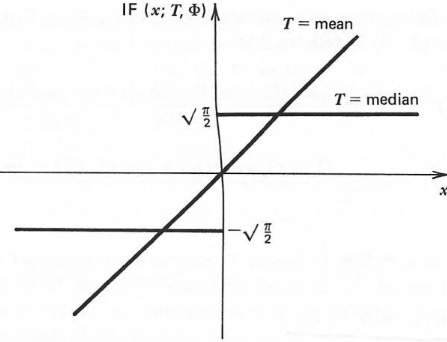 IF (x; T, Φ)
T = mean
√π/2
T = median
x
−√π/2